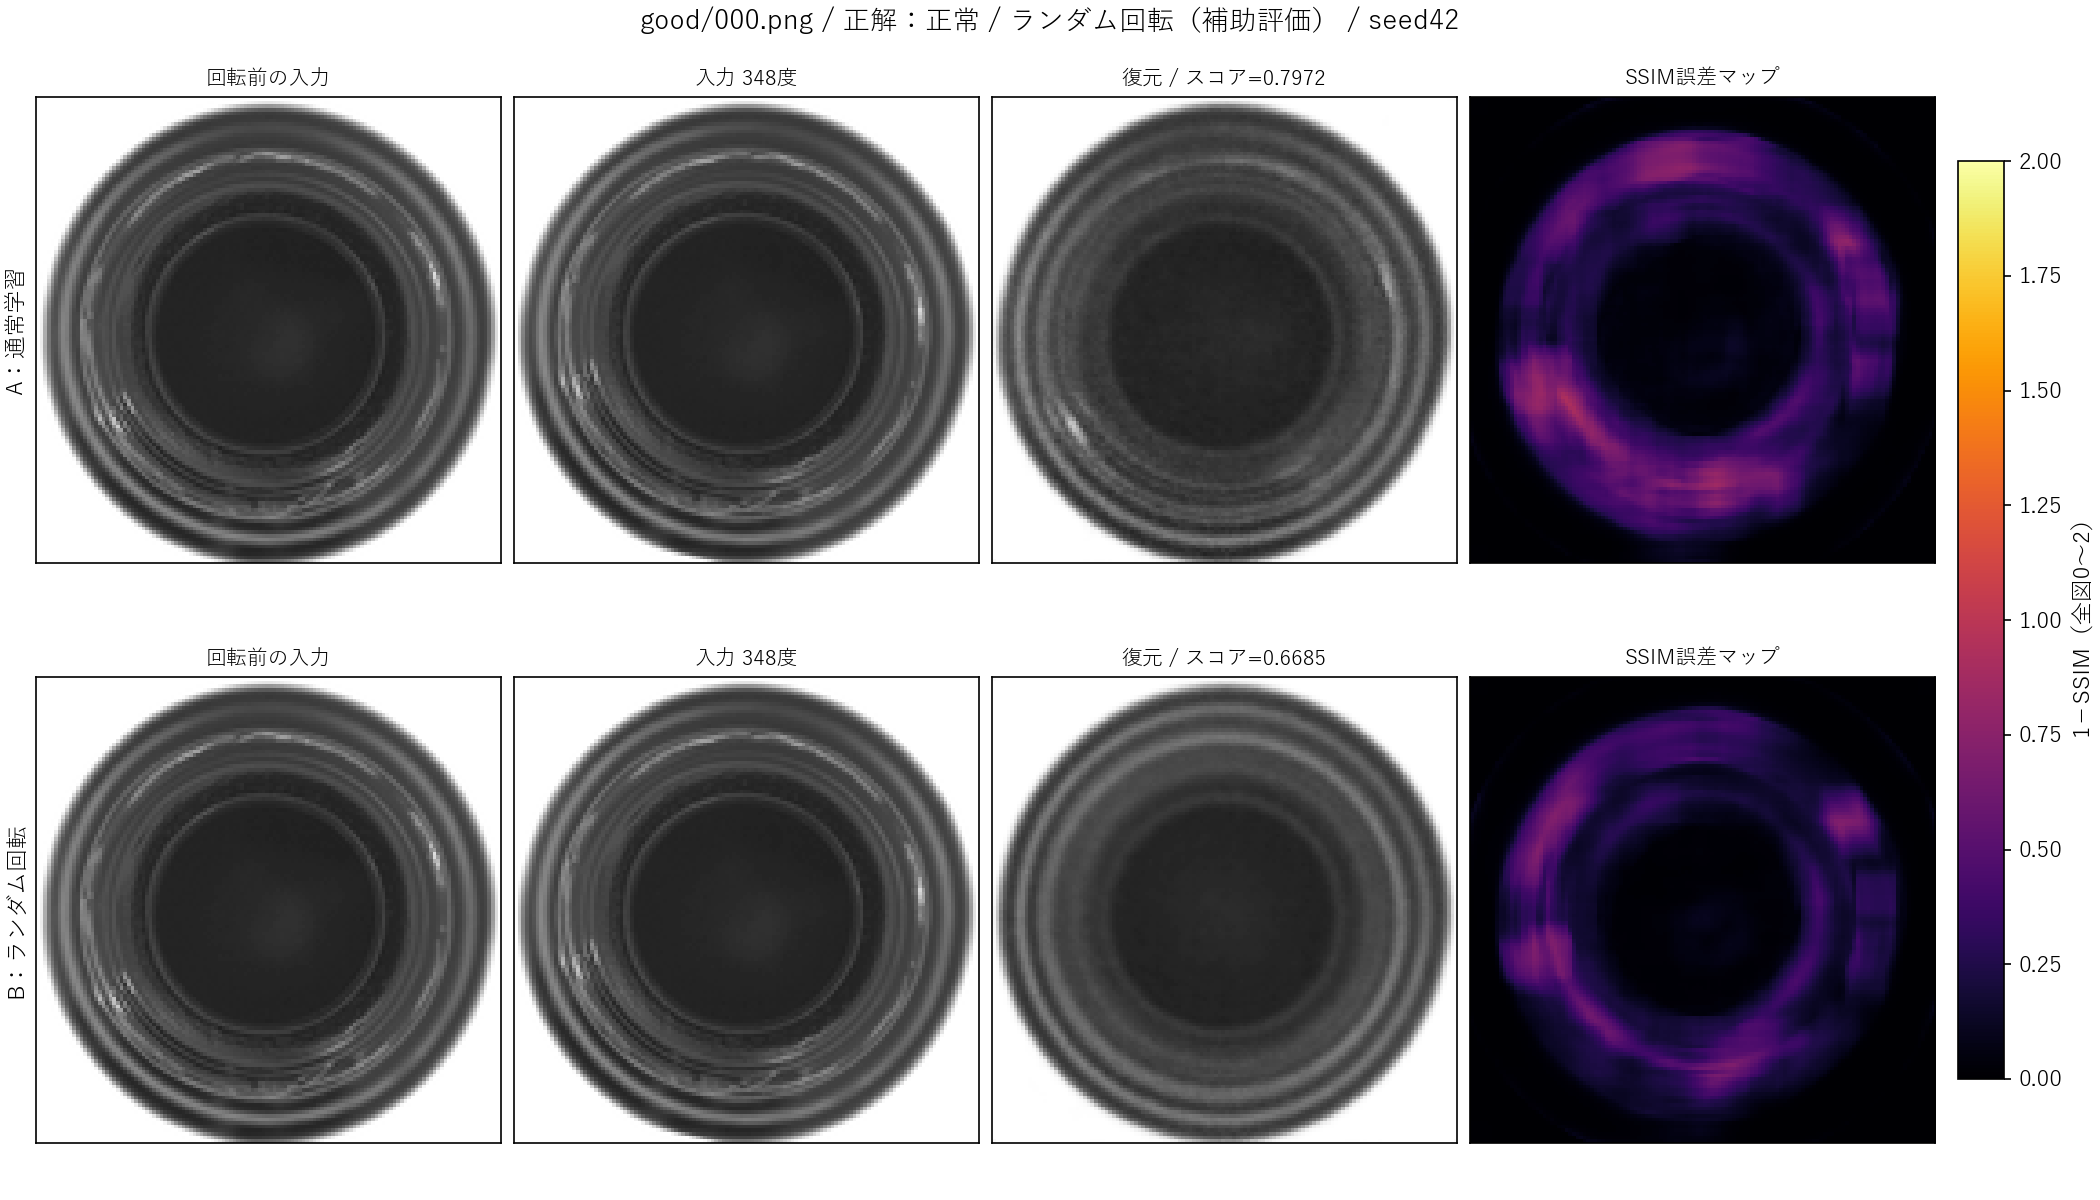 good/000.png / 正解：正常 / ランダム回転（補助評価） / seed42
回転前の入力
入力 348度
復元 / スコア=0.7972
SSIM誤差マップ
A：通常学習
回転前の入力
入力 348度
復元 / スコア=0.6685
SSIM誤差マップ
B：ランダム回転
2.00
1.75
1.50
1.25
1.00
0.75
0.50
0.25
0.00
1－SSIM（全図0～2）